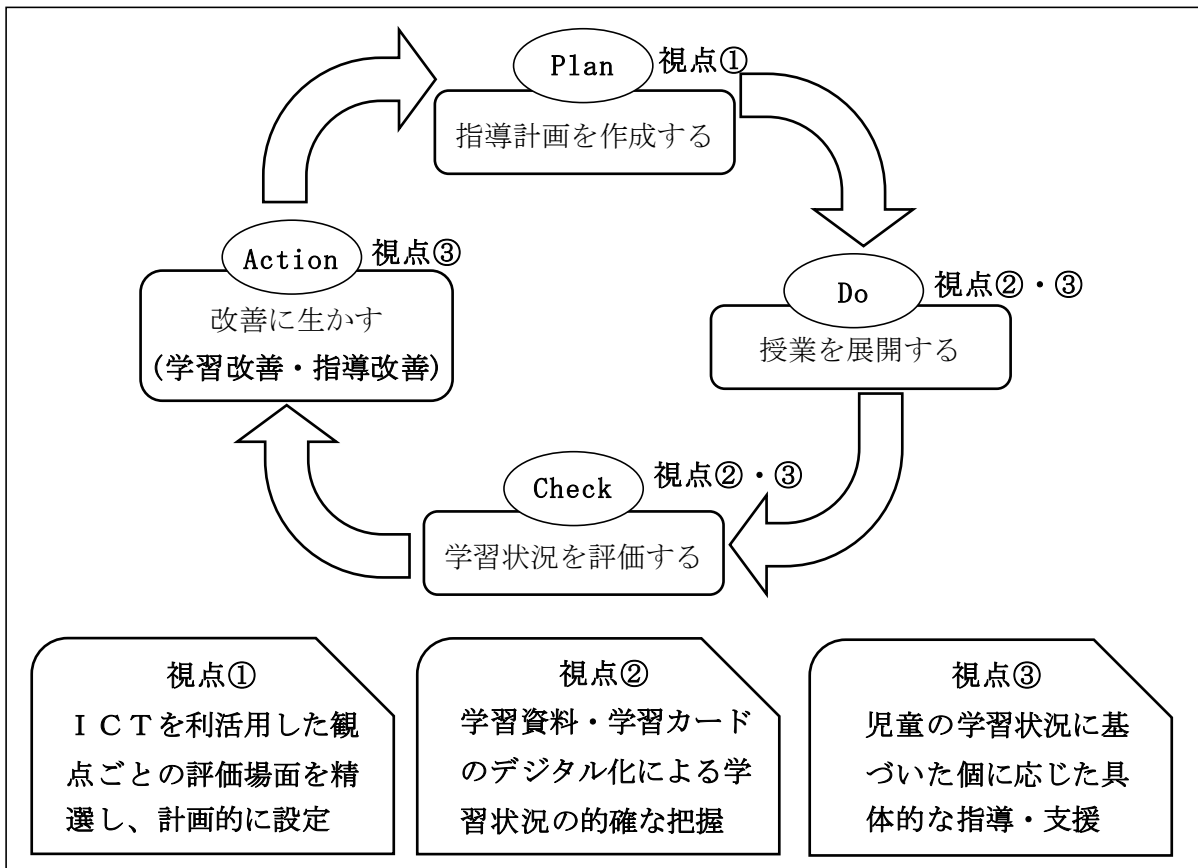 Plan
視点①
指導計画を作成する
Action
視点③
改善に生かす
(学習改善・指導改善)
Do
視点②・③
授業を展開する
Check
視点②・③
学習状況を評価する
視点①
ＩＣＴを利活用した観
点ごとの評価場面を精
選し、計画的に設定
視点②
学習資料・学習カード
のデジタル化による学
習状況の的確な把握
視点③
児童の学習状況に基
づいた個に応じた具
体的な指導・支援